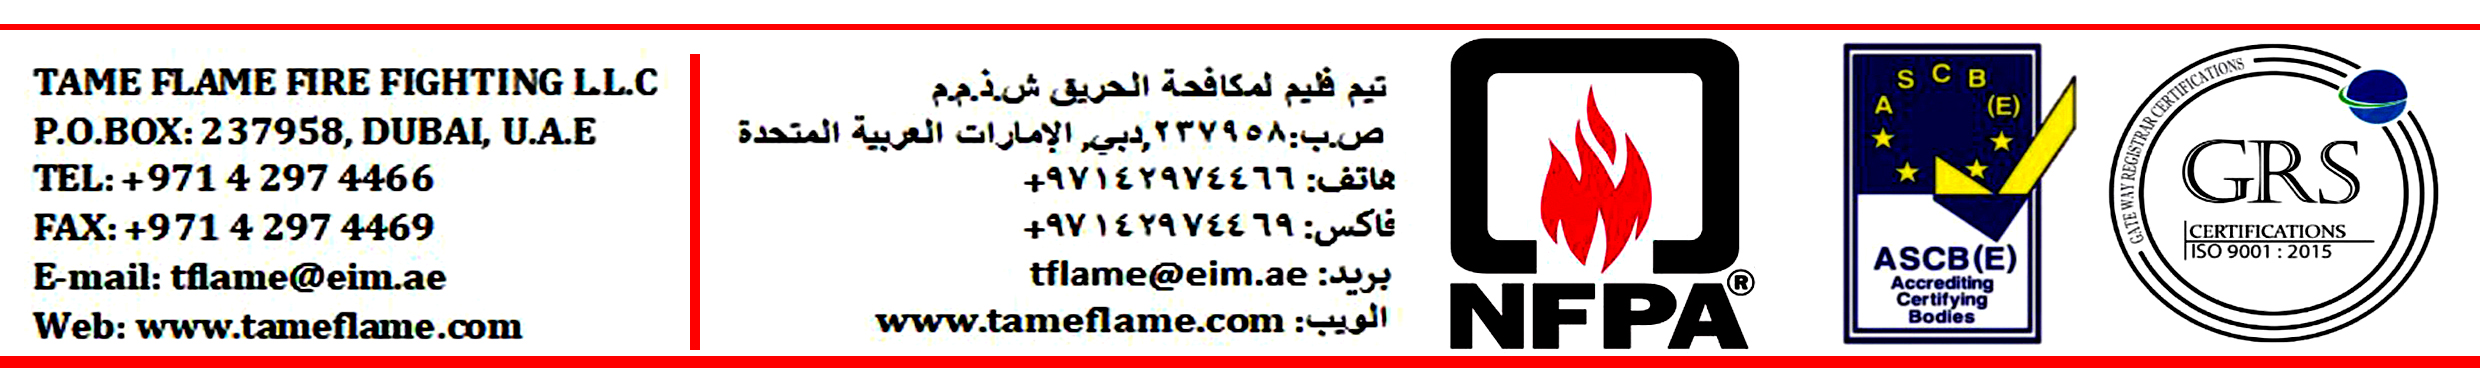 TAME FLAME FIRE FIGHTING L.L.C
P.O.BOX: 237958, DUBAI, U.A.E
TEL: +971 4 297 4466
FAX: +971 4 297 4469
E-mail: tflame@eim.ae
Web: www.tameflame.com
تيم فليم لمكافحة الحريق ش.ذ.م.م
ص.ب:٢٣٧٩٥٨,دبي, الإمارات العربية المتحدة
هاتف: ٩٧١٤٢٩٧٤٤٦٦+
فاكس: ٩٧١٤٢٩٧٤٤٦٩+
بريد: tflame@eim.ae
الويب: www.tameflame.com
NFPA®
A S C B (E)
ASCB(E)
Accrediting
Certifying
Bodies
GATE WAY REGISTRAR CERTIFICATIONS
GRS
CERTIFICATIONS
ISO 9001 : 2015